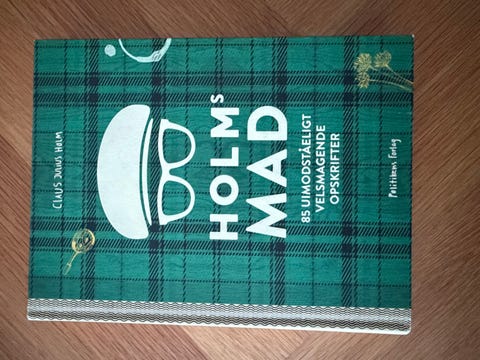 CLAUS JULIUS HOLM
HOLMS
MAD
85 UIMODSTÅELIGT
VELSMAGENDE
OPSKRIFTER
Politikens Forlag